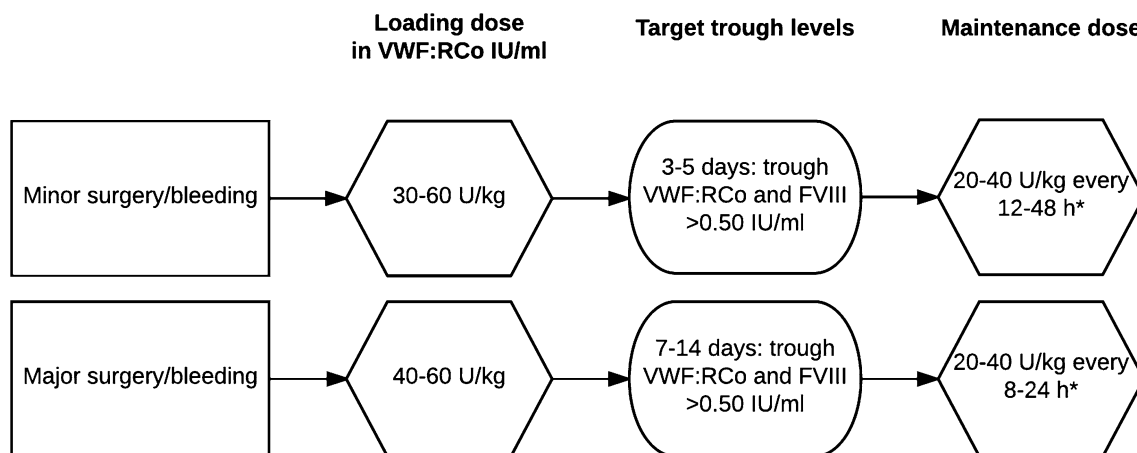 Loading dose
in VWF:RCo IU/ml
Target trough levels
Maintenance dose
Minor surgery/bleeding
30-60 U/kg
3-5 days: trough
VWF:RCo and FVIII
>0.50 IU/ml
20-40 U/kg every
12-48 h*
Major surgery/bleeding
40-60 U/kg
7-14 days: trough
VWF:RCo and FVIII
>0.50 IU/ml
20-40 U/kg every
8-24 h*